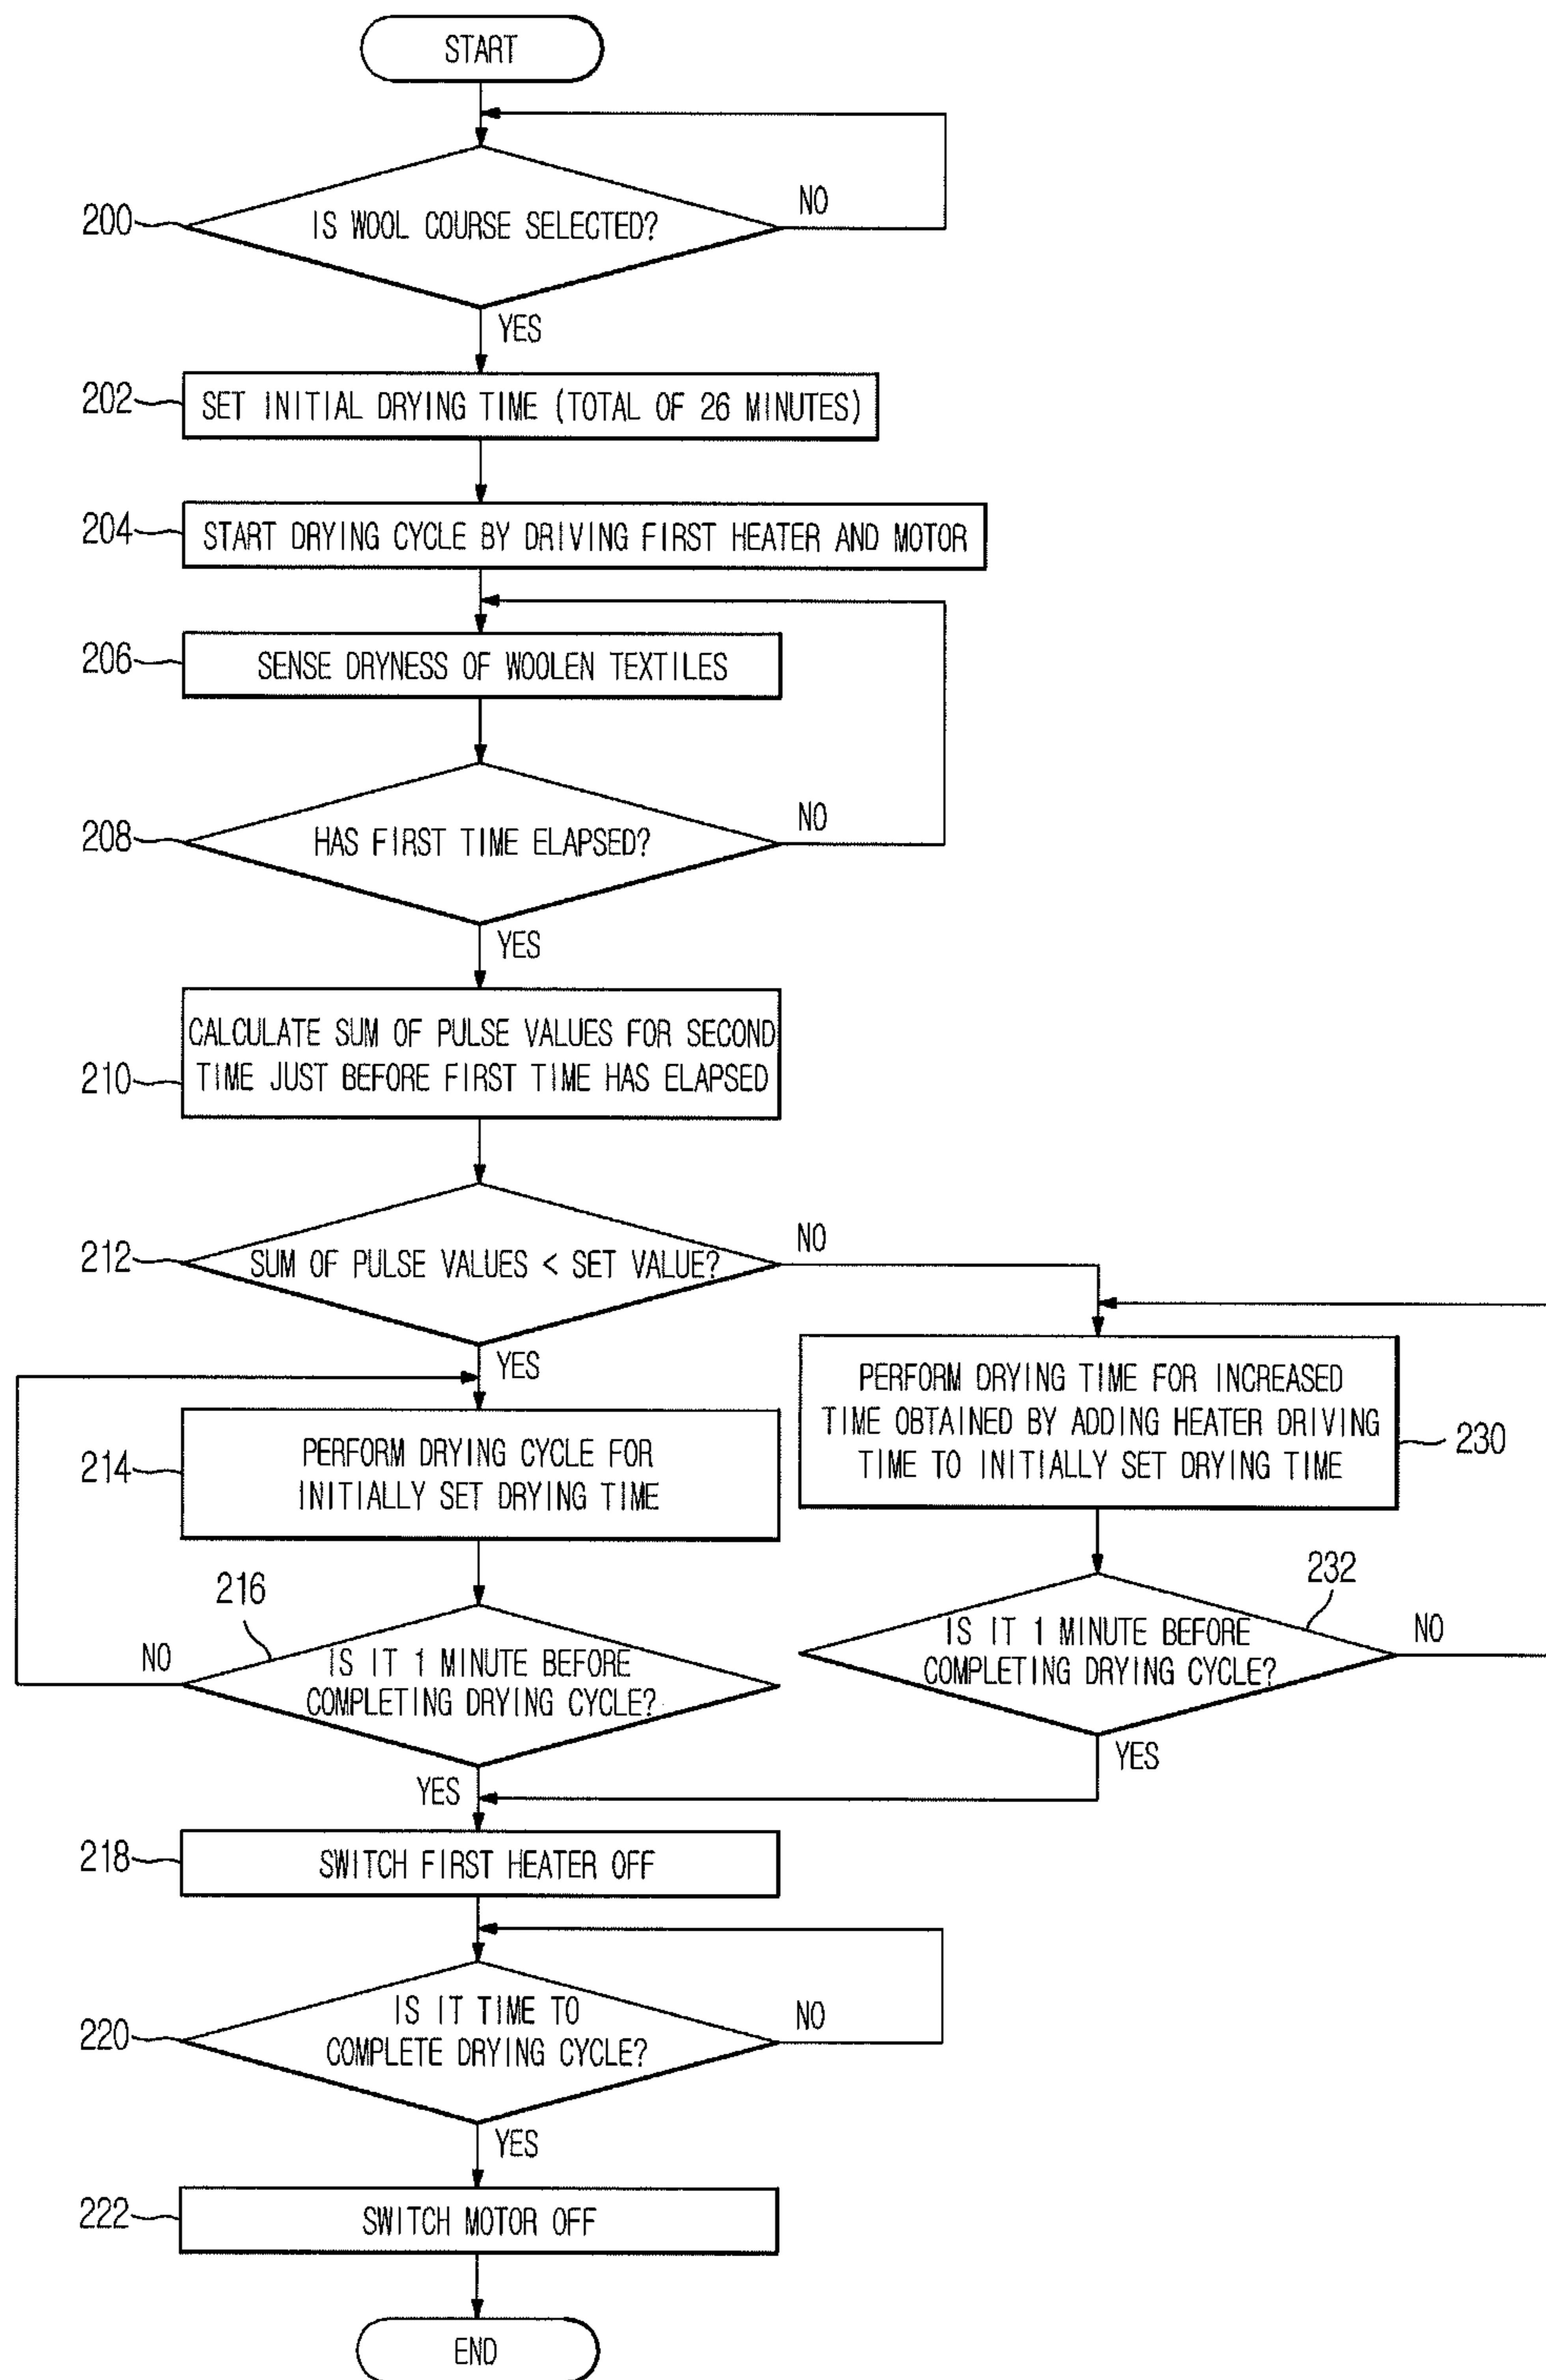 START
200
IS WOOL COURSE SELECTED?
NO
YES
202
SET INITIAL DRYING TIME (TOTAL OF 26 MINUTES)
204
START DRYING CYCLE BY DRIVING FIRST HEATER AND MOTOR
206
SENSE DRYNESS OF WOOLEN TEXTILES
208
HAS FIRST TIME ELAPSED?
NO
YES
210
CALCULATE SUM OF PULSE VALUES FOR SECOND
TIME JUST BEFORE FIRST TIME HAS ELAPSED
212
SUM OF PULSE VALUES < SET VALUE?
NO
YES
214
PERFORM DRYING CYCLE FOR
INITIALLY SET DRYING TIME
PERFORM DRYING TIME FOR INCREASED
TIME OBTAINED BY ADDING HEATER DRIVING
TIME TO INITIALLY SET DRYING TIME
230
216
NO
IS IT 1 MINUTE BEFORE
COMPLETING DRYING CYCLE?
YES
232
IS IT 1 MINUTE BEFORE
COMPLETING DRYING CYCLE?
NO
YES
218
SWITCH FIRST HEATER OFF
220
IS IT TIME TO
COMPLETE DRYING CYCLE?
NO
YES
222
SWITCH MOTOR OFF
END